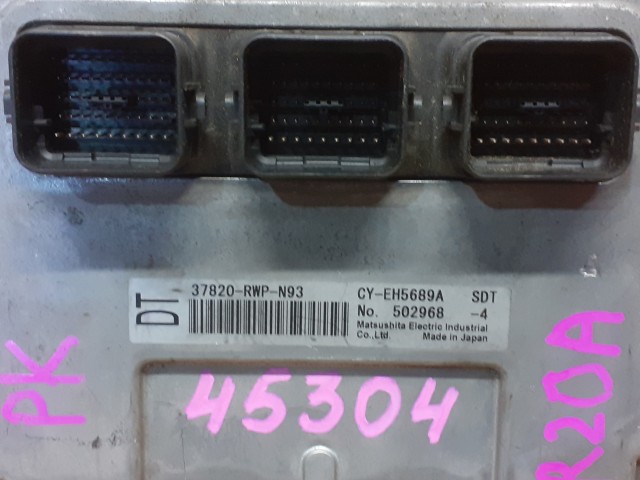 DT
37820-RWP-N93
CY-EH5689A SDT
No. 502968 -4
Matsushita Electric Industrial
Co.,Ltd. Made in Japan
PK
45304
R20A